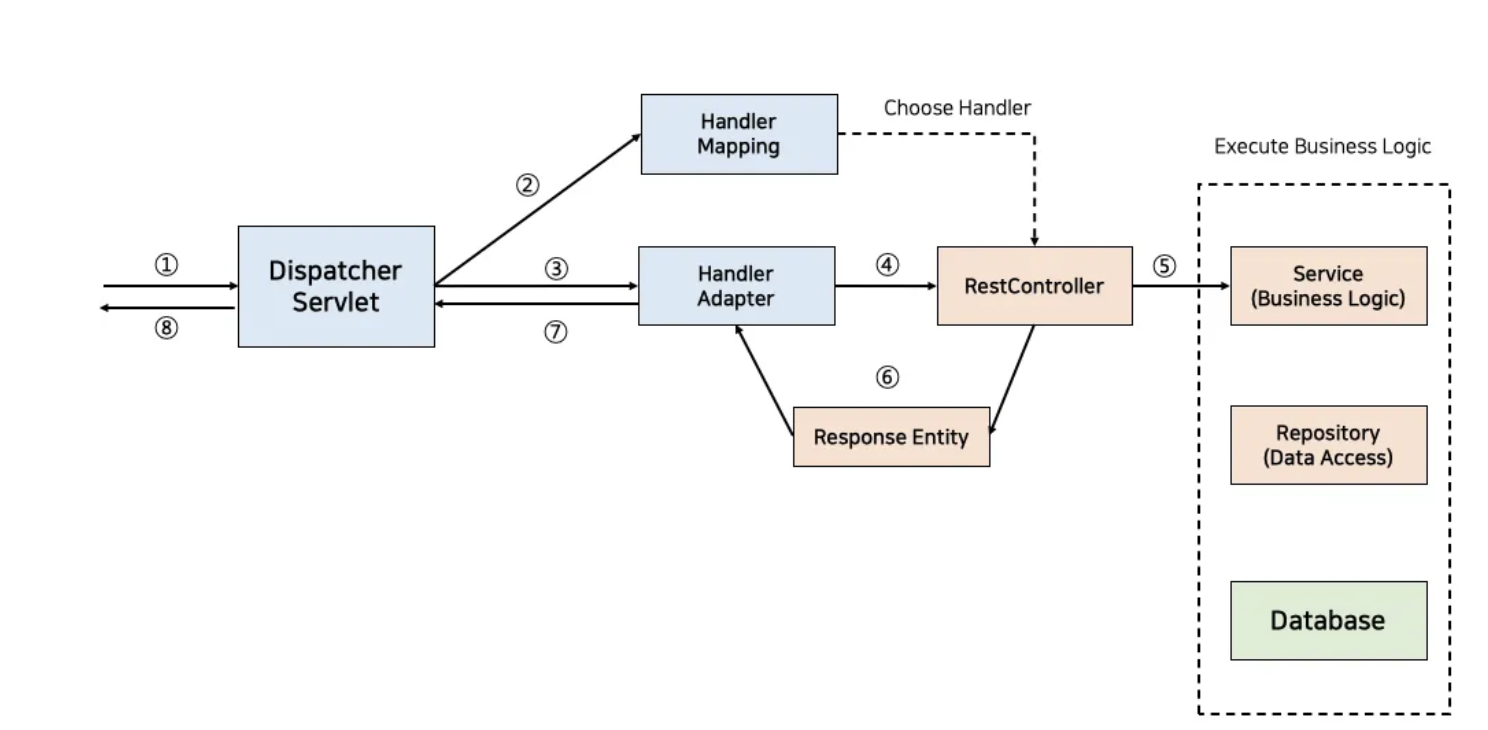 Handler
Mapping
Choose Handler
Execute Business Logic
②
①
Dispatcher
Servlet
③
Handler
Adapter
④
RestController
⑤
Service
(Business Logic)
⑧
⑦
⑥
Response Entity
Repository
(Data Access)
Database